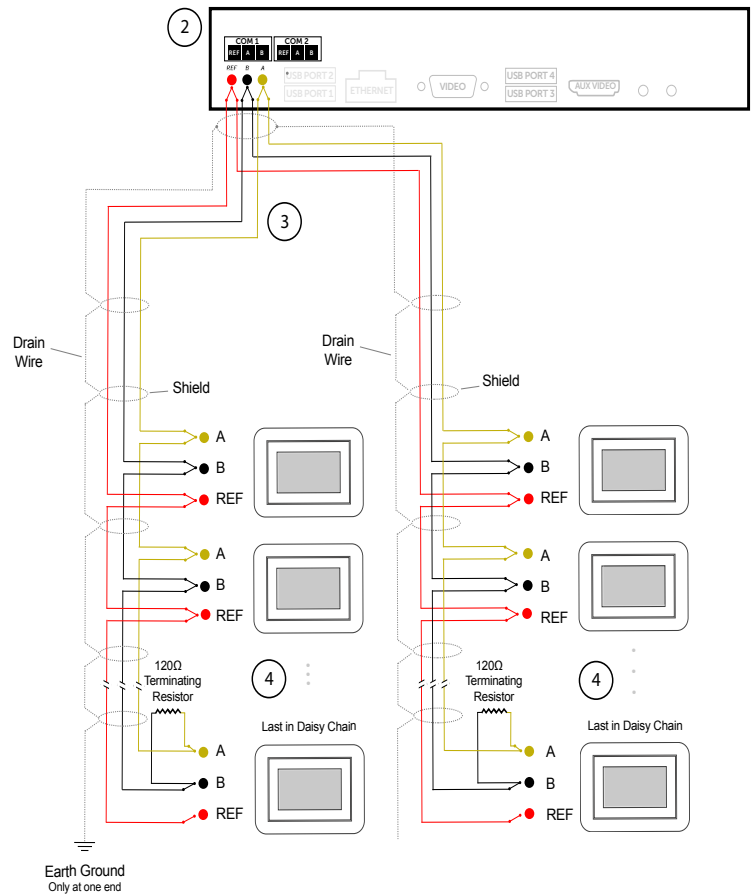 2
COM 1
COM 2
REF A B
REF A B
REF B A
USB PORT 2
USB PORT 1
ETHERNET
VIDEO
USB PORT 4
USB PORT 3
AUX VIDEO
3
Drain
Wire
Shield
Drain
Wire
Shield
A
B
REF
A
B
REF
A
B
REF
A
B
REF
120Ω
Terminating
Resistor
4
Last in Daisy Chain
120Ω
Terminating
Resistor
4
Last in Daisy Chain
A
B
REF
A
B
REF
Earth Ground
Only at one end